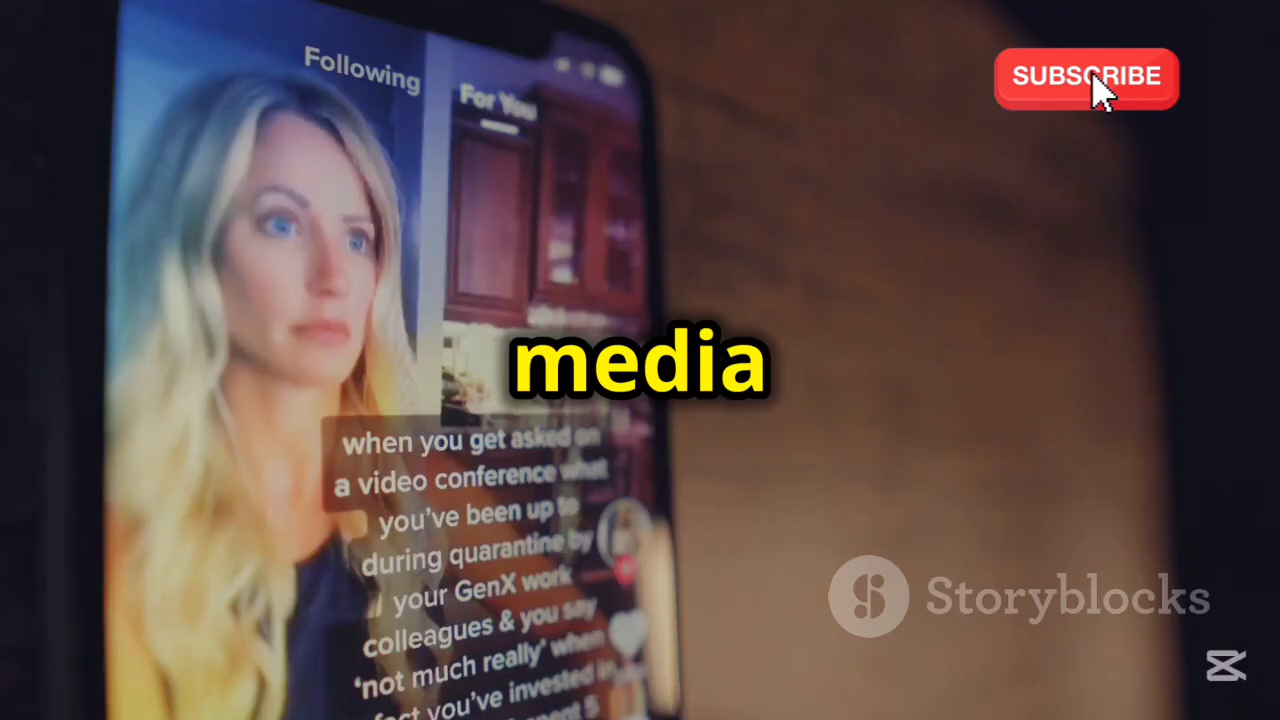 Following
For You
SUBSCRIBE
media
when you get asked on
a video conference what
you've been up to
during quarantine by
your GenX work
colleagues & you say
'not much really' when
fact you've invested in
Storyblocks